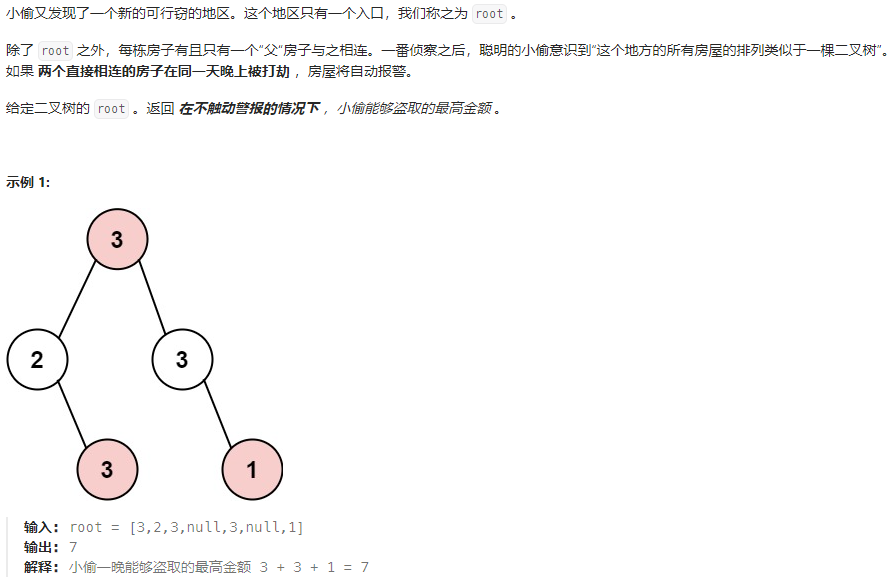 小偷又发现了一个新的可行窃的地区。这个地区只有一个入口，我们称之为 root 。
除了 root 之外，每栋房子有且只有一个“父“房子与之相连。一番侦察之后，聪明的小偷意识到“这个地方的所有房屋的排列类似于一棵二叉树”。
如果 两个直接相连的房子在同一天晚上被打劫 ，房屋将自动报警。
给定二叉树的 root 。返回 在不触动警报的情况下 ，小偷能够盗取的最高金额 。
示例 1:
3
2 3
3 1
输入: root = [3,2,3,null,3,null,1]
输出: 7
解释: 小偷一晚能够盗取的最高金额 3 + 3 + 1 = 7